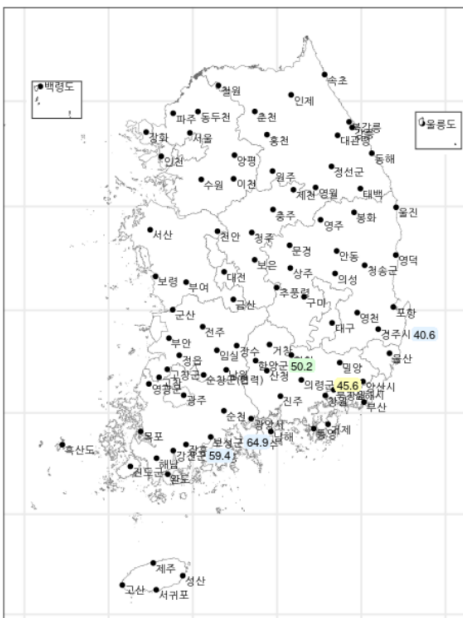 속초
백령도
철원
인제
울릉도
파주
동두천
춘천
북강릉
강화
서울
홍천
대관령
인천
양평
동해
수원
이천
원주
정선군
제천
영월
태백
충주
영주
봉화
울진
서산
천안
청주
문경
안동
영덕
보은
상주
의성
청송군
보령
부여
대전
추풍령
금산
구미
군산
영천
포항
전주
대구
경주시 40.6
부안
임실
장수
거창
울산
정읍
함양군
50.2
밀양
고창군
순창군
산청
의령군
45.6
양산시
영광군
광주
진주
창원
부산
순천
광양시
목포
보성군
64.9
남해
통영
거제
흑산도
강진군
59.4
해남
진도군
완도
제주
성산
고산
서귀포